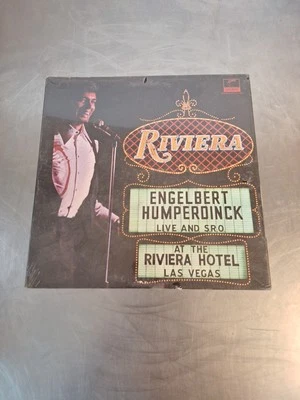 RIVIERA
ENGELBERT
HUMPERDINCK
LIVE AND S.R.O.
AT THE
RIVIERA HOTEL
LAS VEGAS